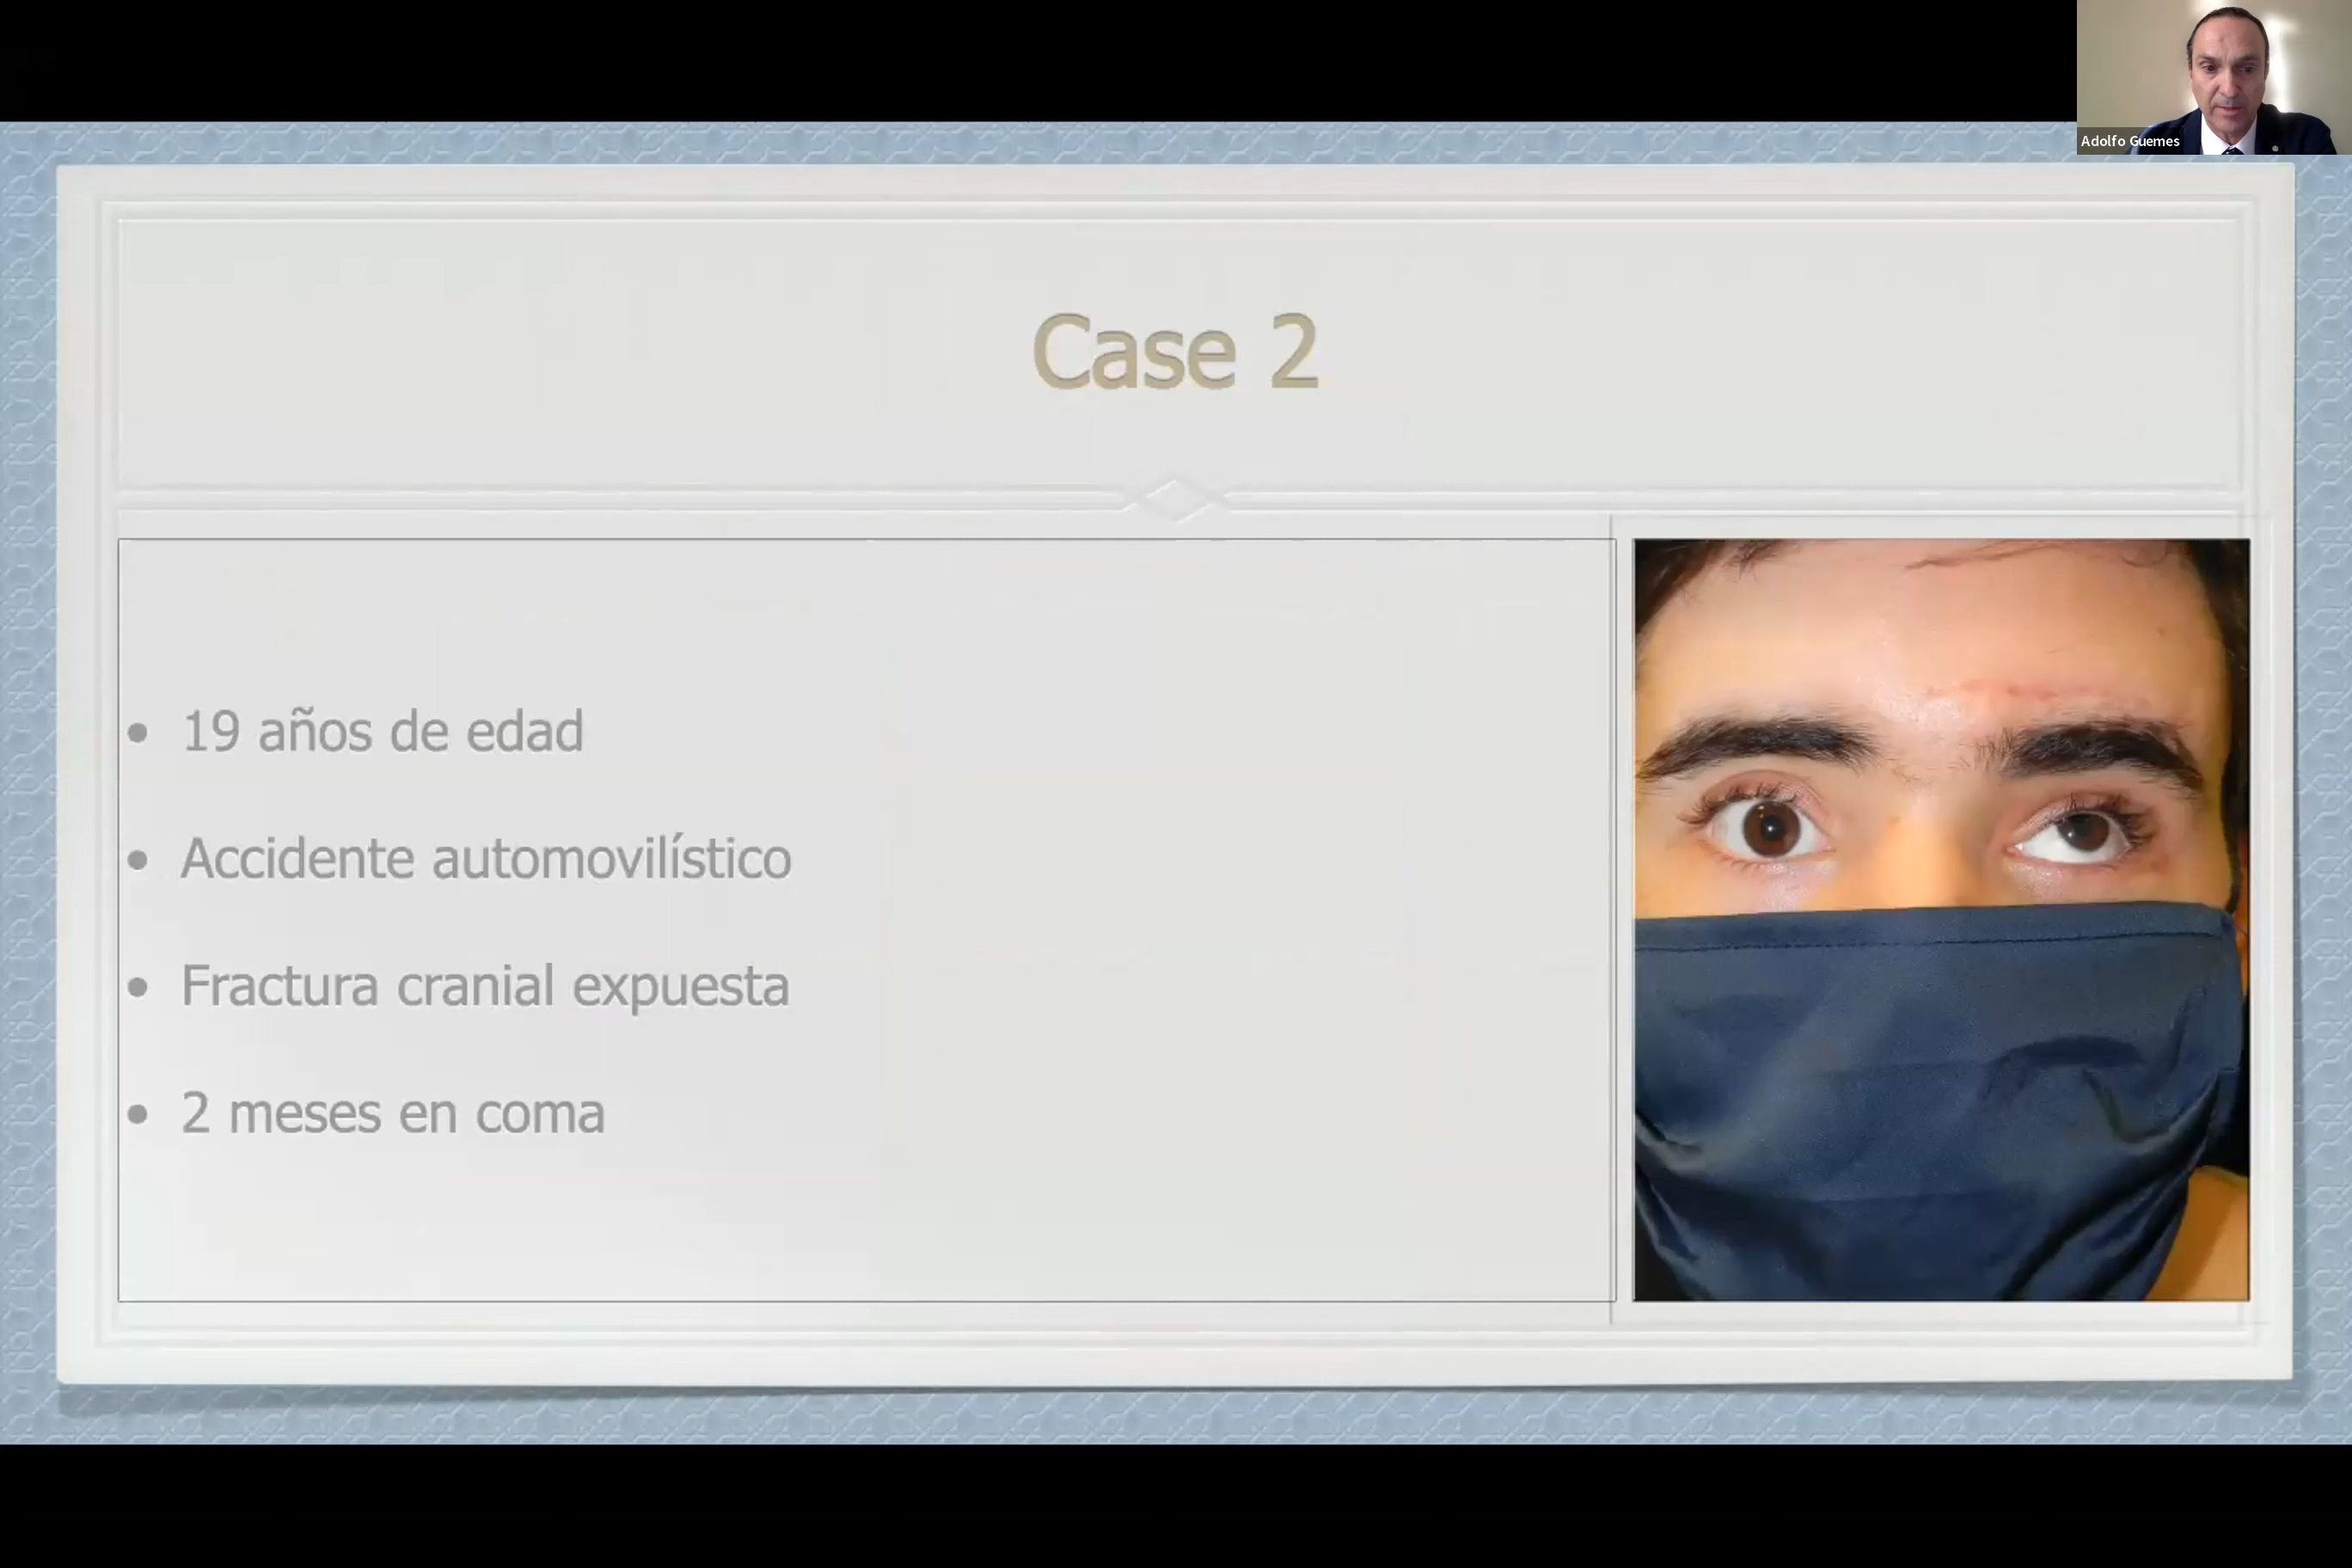 Adolfo Guemes
Case 2
• 19 años de edad
• Accidente automovilístico
• Fractura cranial expuesta
• 2 meses en coma